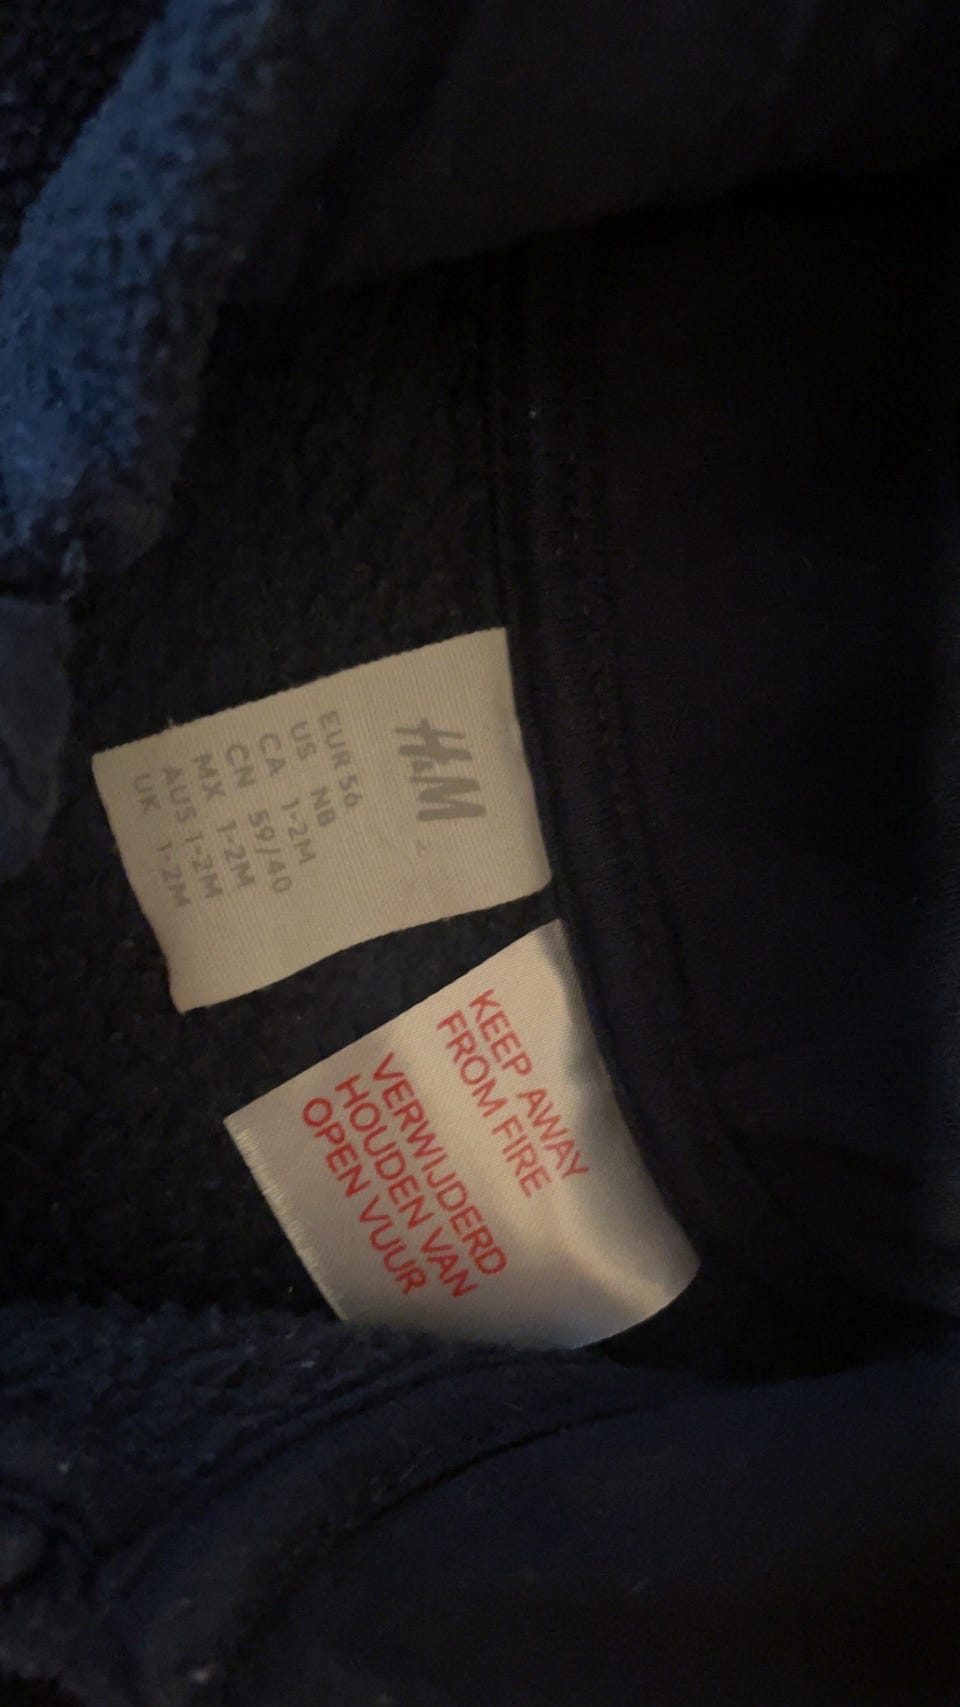 H&M
EUR 56
US NB
CA 1-2M
CN 59/40
MX 1-2M
AUS 1-2M
UK 1-2M
KEEP AWAY
FROM FIRE
VERWIJDERD
HOUDEN VAN
OPEN VUUR